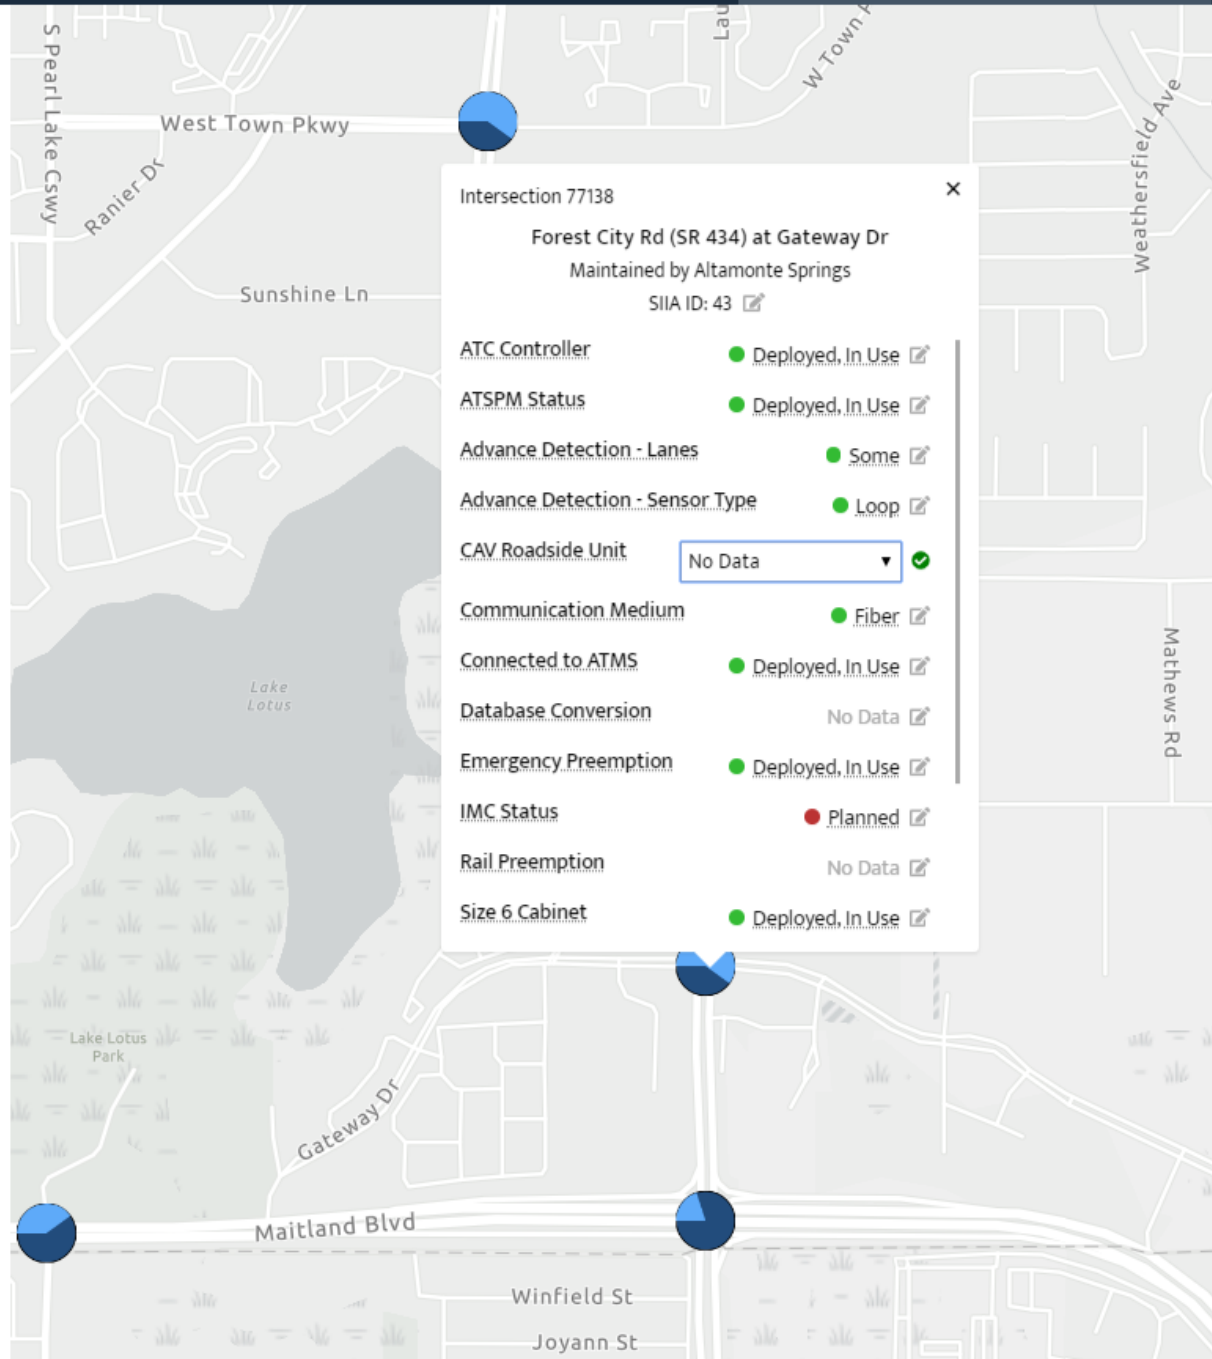 S Pearl Lake Cswy
Lan
W Town
West Town Pkwy
Ranier Dr
Weathersfield Ave
Sunshine Ln
Intersection 77138
Forest City Rd (SR 434) at Gateway Dr
Maintained by Altamonte Springs
SIIA ID: 43
ATC Controller Deployed, In Use
ATSPM Status Deployed, In Use
Advance Detection - Lanes Some
Advance Detection - Sensor Type Loop
CAV Roadside Unit No Data
Communication Medium Fiber
Connected to ATMS Deployed, In Use
Database Conversion No Data
Emergency Preemption Deployed, In Use
IMC Status Planned
Rail Preemption No Data
Size 6 Cabinet Deployed, In Use
Lake
Lotus
Mathews Rd
Lake Lotus
Park
Gateway Dr
Maitland Blvd
Winfield St
Joyann St